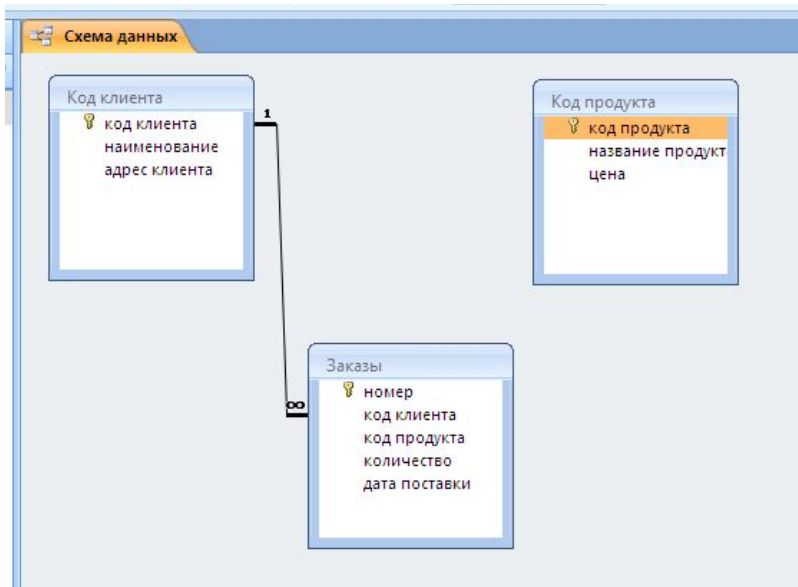 Схема данных
Код клиента
код клиента
наименование
адрес клиента
1
Код продукта
код продукта
название продукт
цена
Заказы
номер
код клиента
код продукта
количество
дата поставки
∞